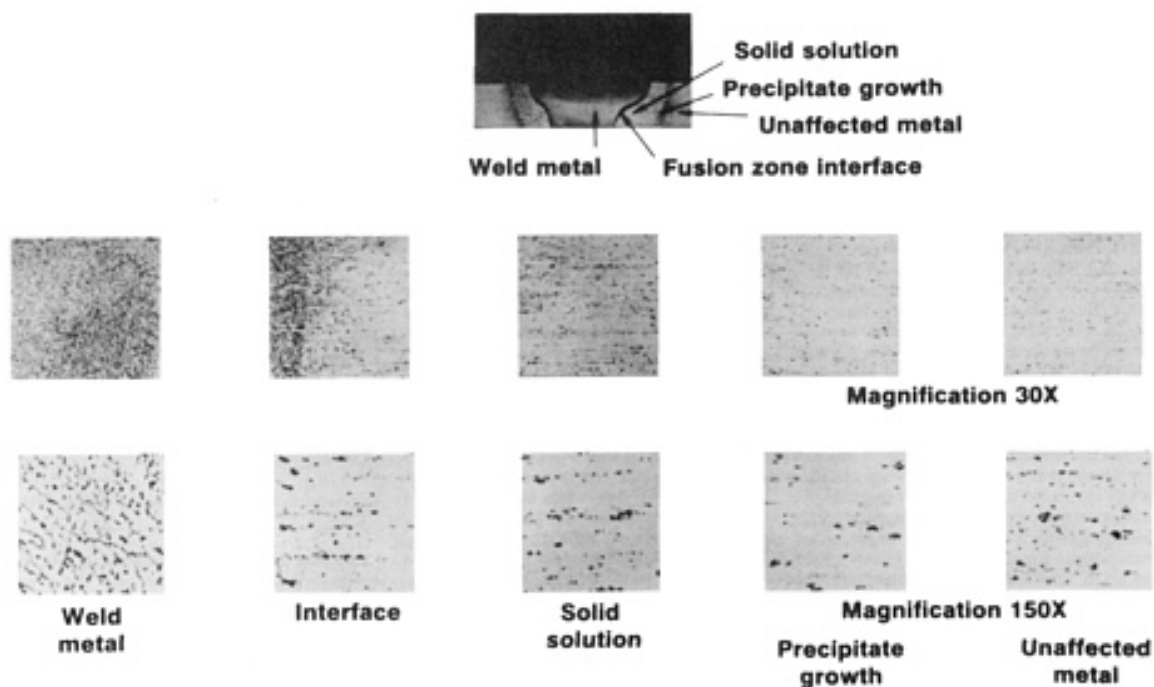 Solid solution
Precipitate growth
Unaffected metal
Weld metal
Fusion zone interface
Magnification 30X
Magnification 150X
Weld
metal
Interface
Solid
solution
Precipitate
growth
Unaffected
metal